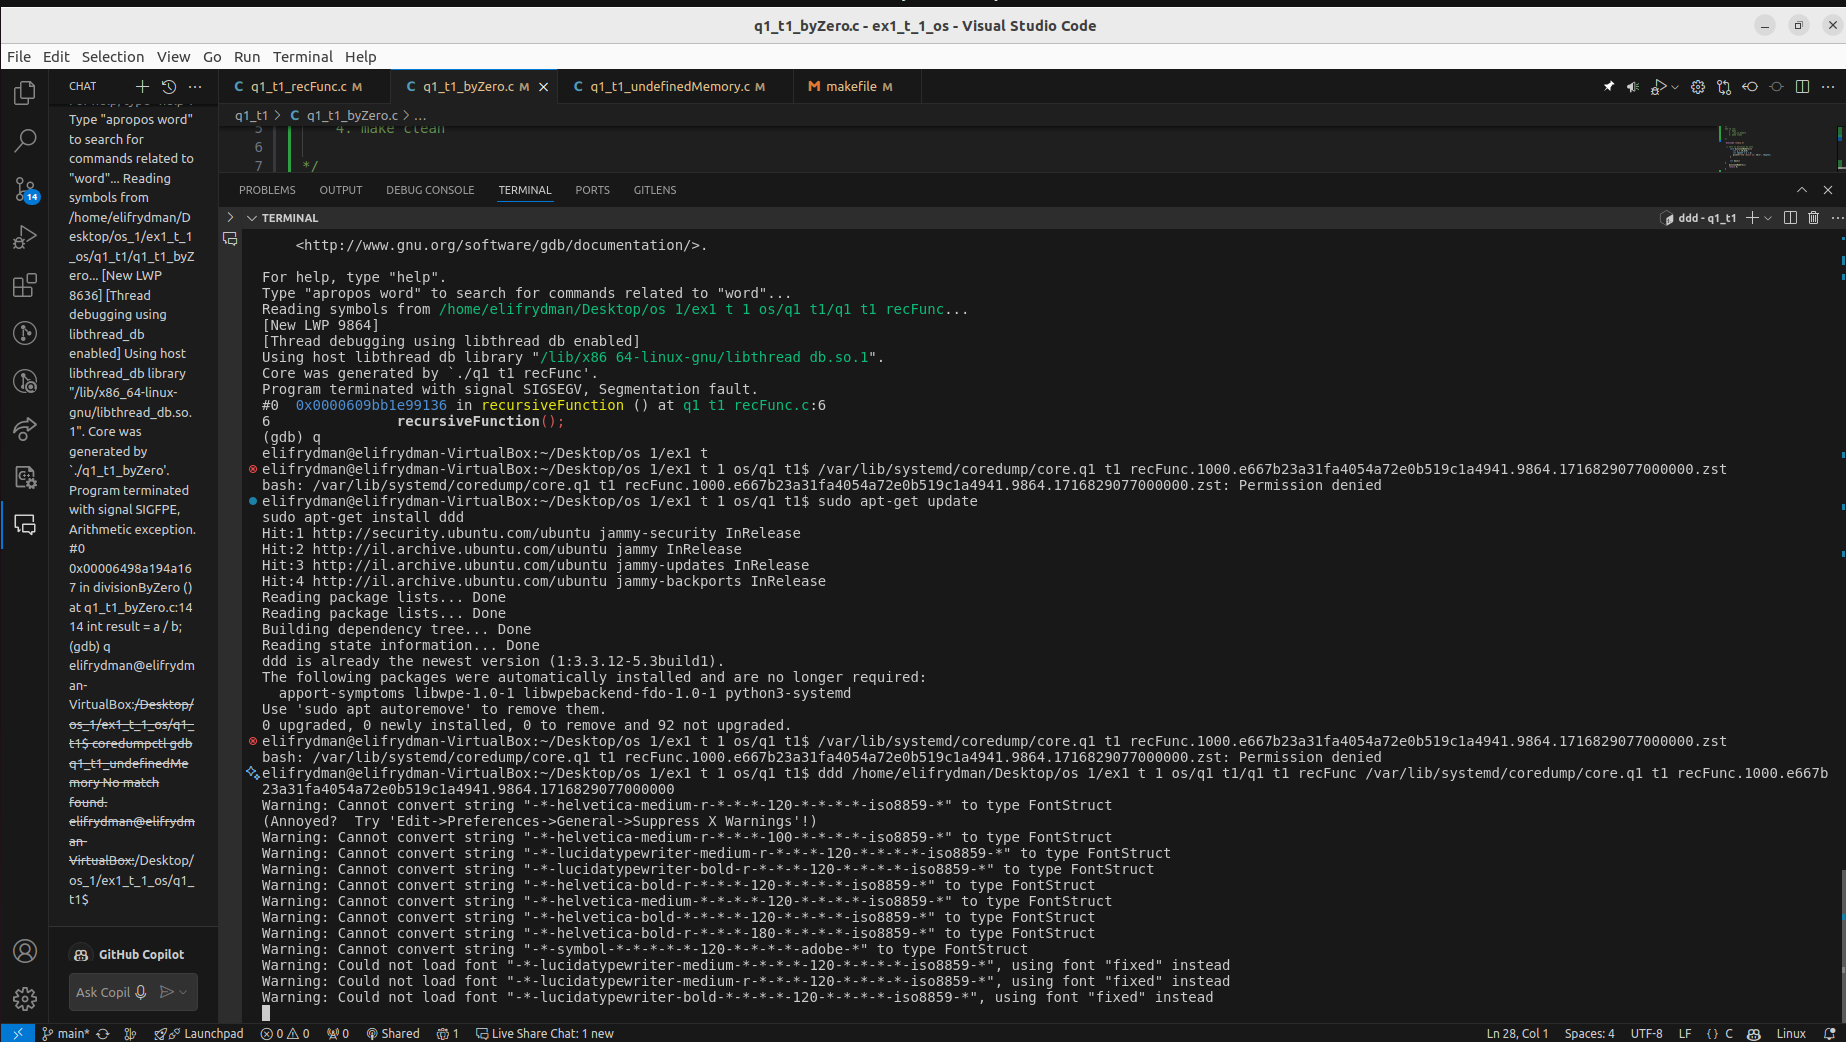 q1_t1_byZero.c - ex1_t_1_os - Visual Studio Code
File Edit Selection View Go Run Terminal Help
CHAT
Type "apropos word"
to search for
commands related to
"word"... Reading
symbols from
/home/elifrydman/D
esktop/os_1/ex1_t_1
_os/q1_t1/q1_t1_byZ
ero... [New LWP
8636] [Thread
debugging using
libthread_db
enabled] Using host
libthread_db library
"/lib/x86_64-linux-
gnu/libthread_db.so.
1". Core was
generated by
`./q1_t1_byZero'.
Program terminated
with signal SIGFPE,
Arithmetic exception.
#0
0x00006498a194a16
7 in divisionByZero ()
at q1_t1_byZero.c:14
14 int result = a / b;
(gdb) q
elifrydman@elifrydm
an-
VirtualBox:/Desktop/
os_1/ex1_t_1_os/q1_
t1$ coredumpctl gdb
q1_t1_undefinedMe
mory No match
found.
elifrydman@elifrydm
an-
VirtualBox:/Desktop/
os_1/ex1_t_1_os/q1_
t1$
GitHub Copilot
Ask Copil
14
q1_t1_recFunc.c M
q1_t1_byZero.c M
q1_t1_undefinedMemory.c M
makefile M
q1_t1 > C q1_t1_byZero.c > ...
5 4. make clean
6
7 */
PROBLEMS OUTPUT DEBUG CONSOLE TERMINAL PORTS GITLENS
TERMINAL
ddd - q1_t1
<http://www.gnu.org/software/gdb/documentation/>.
For help, type "help".
Type "apropos word" to search for commands related to "word"...
Reading symbols from /home/elifrydman/Desktop/os 1/ex1 t 1 os/q1 t1/q1 t1 recFunc...
[New LWP 9864]
[Thread debugging using libthread db enabled]
Using host libthread db library "/lib/x86 64-linux-gnu/libthread db.so.1".
Core was generated by `./q1 t1 recFunc'.
Program terminated with signal SIGSEGV, Segmentation fault.
#0 0x0000609bb1e99136 in recursiveFunction () at q1 t1 recFunc.c:6
6 recursiveFunction();
(gdb) q
elifrydman@elifrydman-VirtualBox:~/Desktop/os 1/ex1 t
elifrydman@elifrydman-VirtualBox:~/Desktop/os 1/ex1 t 1 os/q1 t1$ /var/lib/systemd/coredump/core.q1 t1 recFunc.1000.e667b23a31fa4054a72e0b519c1a4941.9864.1716829077000000.zst
bash: /var/lib/systemd/coredump/core.q1 t1 recFunc.1000.e667b23a31fa4054a72e0b519c1a4941.9864.1716829077000000.zst: Permission denied
elifrydman@elifrydman-VirtualBox:~/Desktop/os 1/ex1 t 1 os/q1 t1$ sudo apt-get update
sudo apt-get install ddd
Hit:1 http://security.ubuntu.com/ubuntu jammy-security InRelease
Hit:2 http://il.archive.ubuntu.com/ubuntu jammy InRelease
Hit:3 http://il.archive.ubuntu.com/ubuntu jammy-updates InRelease
Hit:4 http://il.archive.ubuntu.com/ubuntu jammy-backports InRelease
Reading package lists... Done
Reading package lists... Done
Building dependency tree... Done
Reading state information... Done
ddd is already the newest version (1:3.3.12-5.3build1).
The following packages were automatically installed and are no longer required:
apport-symptoms libwpe-1.0-1 libwpebackend-fdo-1.0-1 python3-systemd
Use 'sudo apt autoremove' to remove them.
0 upgraded, 0 newly installed, 0 to remove and 92 not upgraded.
elifrydman@elifrydman-VirtualBox:~/Desktop/os 1/ex1 t 1 os/q1 t1$ /var/lib/systemd/coredump/core.q1 t1 recFunc.1000.e667b23a31fa4054a72e0b519c1a4941.9864.1716829077000000.zst
bash: /var/lib/systemd/coredump/core.q1 t1 recFunc.1000.e667b23a31fa4054a72e0b519c1a4941.9864.1716829077000000.zst: Permission denied
elifrydman@elifrydman-VirtualBox:~/Desktop/os 1/ex1 t 1 os/q1 t1$ ddd /home/elifrydman/Desktop/os 1/ex1 t 1 os/q1 t1/q1 t1 recFunc /var/lib/systemd/coredump/core.q1 t1 recFunc.1000.e667b
23a31fa4054a72e0b519c1a4941.9864.1716829077000000
Warning: Cannot convert string "-*-helvetica-medium-r-*-*-*-120-*-*-*-*-iso8859-*" to type FontStruct
(Annoyed? Try 'Edit->Preferences->General->Suppress X Warnings'!)
Warning: Cannot convert string "-*-helvetica-medium-r-*-*-*-100-*-*-*-*-iso8859-*" to type FontStruct
Warning: Cannot convert string "-*-lucidatypewriter-medium-r-*-*-*-120-*-*-*-*-iso8859-*" to type FontStruct
Warning: Cannot convert string "-*-lucidatypewriter-bold-r-*-*-*-120-*-*-*-*-iso8859-*" to type FontStruct
Warning: Cannot convert string "-*-helvetica-bold-r-*-*-*-120-*-*-*-*-iso8859-*" to type FontStruct
Warning: Cannot convert string "-*-helvetica-medium-*-*-*-*-120-*-*-*-*-iso8859-*" to type FontStruct
Warning: Cannot convert string "-*-helvetica-bold-*-*-*-*-120-*-*-*-*-iso8859-*" to type FontStruct
Warning: Cannot convert string "-*-helvetica-bold-r-*-*-*-180-*-*-*-*-iso8859-*" to type FontStruct
Warning: Cannot convert string "-*-symbol-*-*-*-*-*-120-*-*-*-*-adobe-*" to type FontStruct
Warning: Could not load font "-*-lucidatypewriter-medium-*-*-*-*-120-*-*-*-*-iso8859-*", using font "fixed" instead
Warning: Could not load font "-*-lucidatypewriter-medium-r-*-*-*-120-*-*-*-*-iso8859-*", using font "fixed" instead
Warning: Could not load font "-*-lucidatypewriter-bold-*-*-*-*-120-*-*-*-*-iso8859-*", using font "fixed" instead
main* Launchpad 0 0 0 Shared 1 Live Share Chat: 1 new Ln 28, Col 1 Spaces: 4 UTF-8 LF { } C Linux